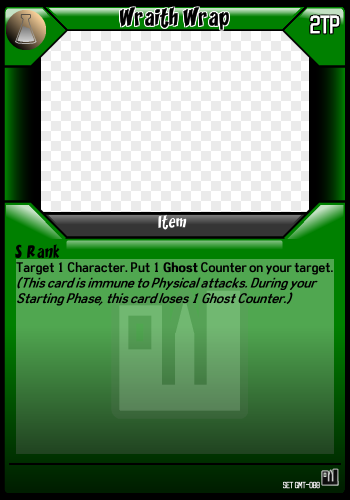 Wraith Wrap
2TP
Item
S Rank
Target 1 Character. Put 1 Ghost Counter on your target.
(This card is immune to Physical attacks. During your
Starting Phase, this card loses 1 Ghost Counter.)
SET GMT-088